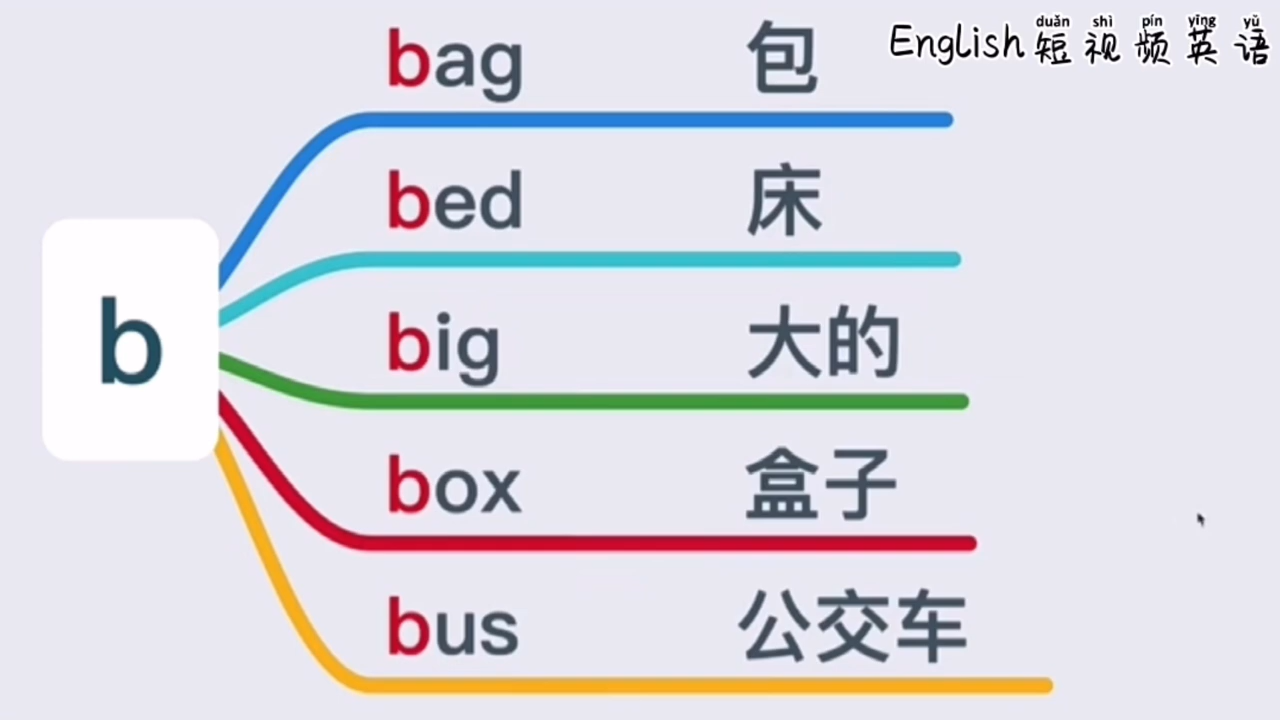 duǎn shì pín yīng yǔ
English短视频英语
bag 包
bed 床
b
big 大的
box 盒子
bus 公交车